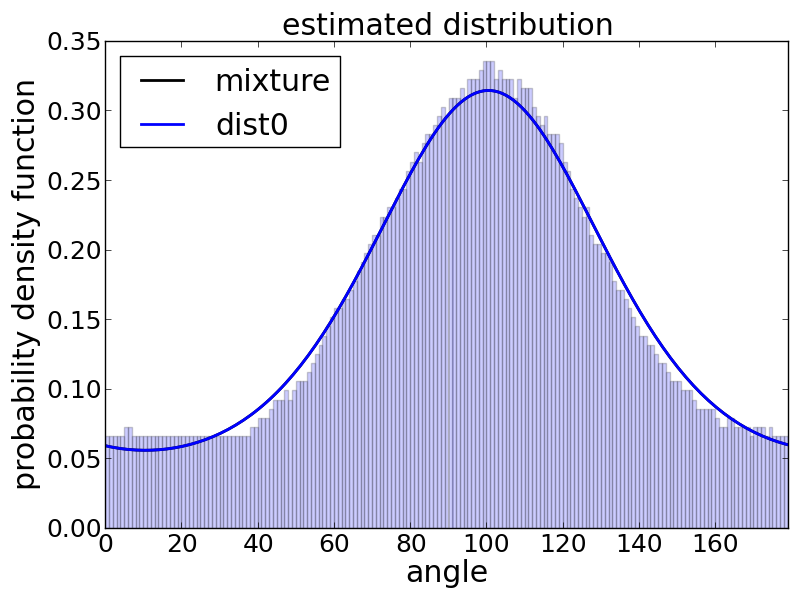 estimated distribution
0.35
0.30
0.25
0.20
0.15
0.10
0.05
0.00
probability density function
mixture
dist0
0 20 40 60 80 100 120 140 160
angle